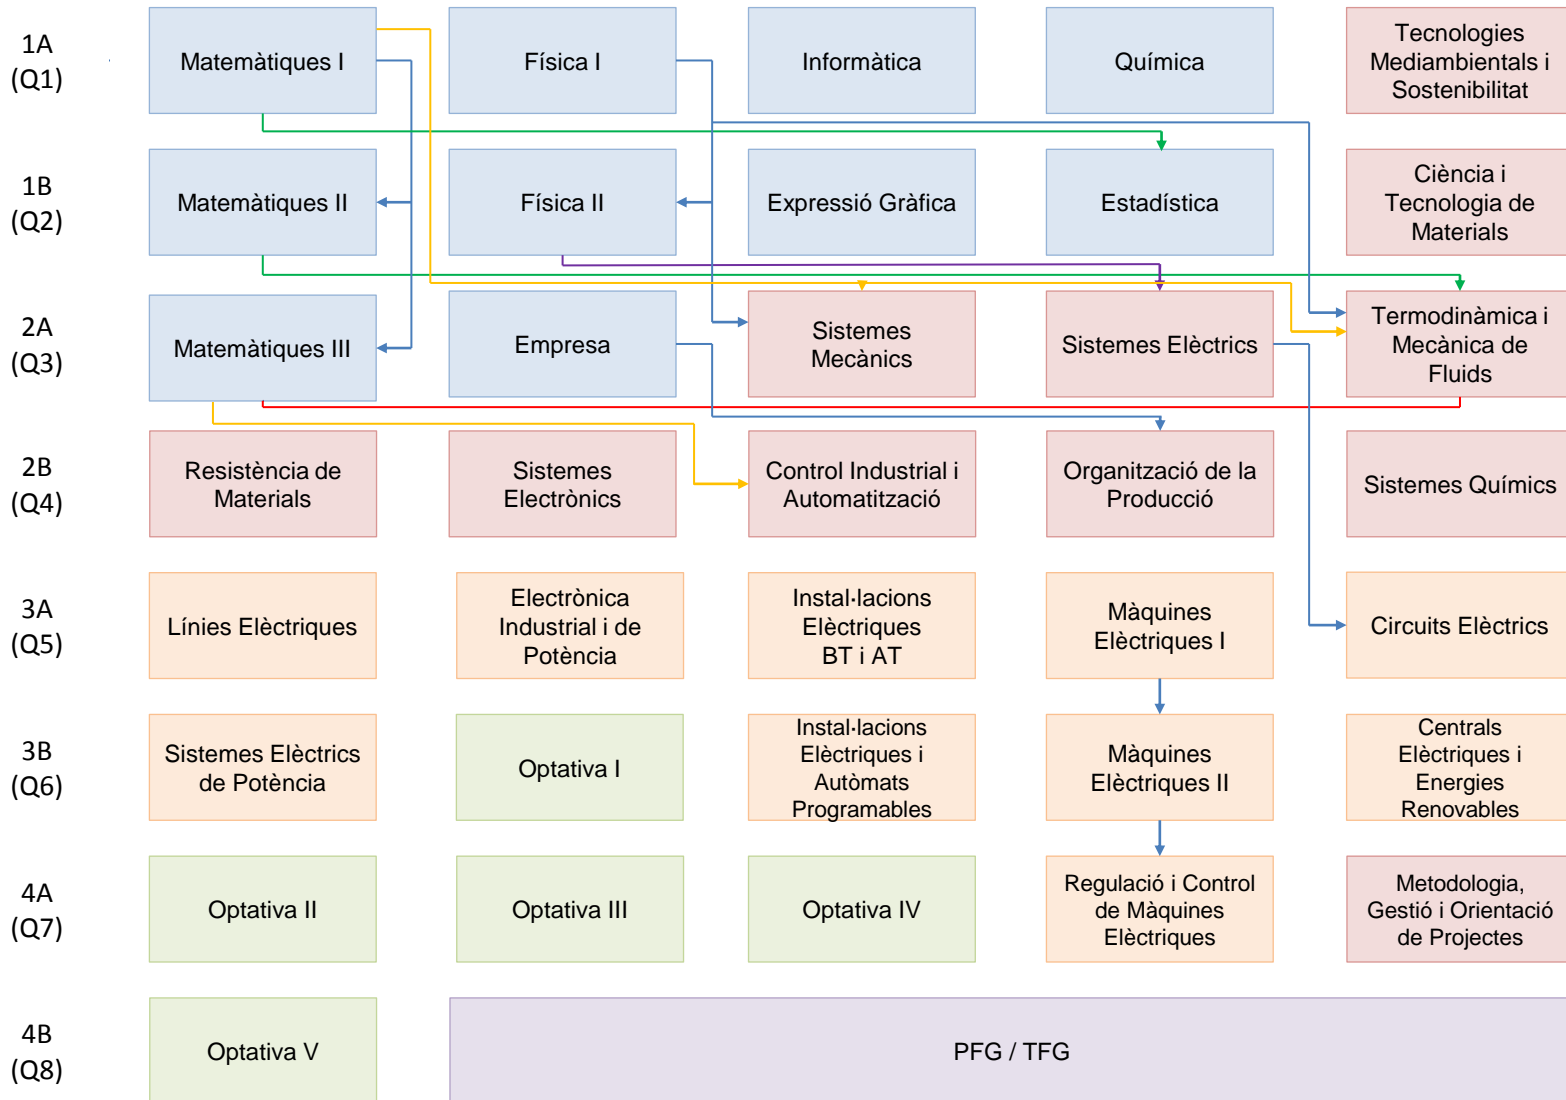 1A
(Q1)
Matemàtiques I
Física I
Informàtica
Química
Tecnologies
Mediambientals i
Sostenibilitat
1B
(Q2)
Matemàtiques II
Física II
Expressió Gràfica
Estadística
Ciència i
Tecnologia de
Materials
2A
(Q3)
Matemàtiques III
Empresa
Sistemes
Mecànics
Sistemes Elèctrics
Termodinàmica i
Mecànica de
Fluids
2B
(Q4)
Resistència de
Materials
Sistemes
Electrònics
Control Industrial i
Automatització
Organització de la
Producció
Sistemes Químics
3A
(Q5)
Línies Elèctriques
Electrònica
Industrial i de
Potència
Instal·lacions
Elèctriques
BT i AT
Màquines
Elèctriques I
Circuits Elèctrics
3B
(Q6)
Sistemes Elèctrics
de Potència
Optativa I
Instal·lacions
Elèctriques i
Autòmats
Programables
Màquines
Elèctriques II
Centrals
Elèctriques i
Energies
Renovables
4A
(Q7)
Optativa II
Optativa III
Optativa IV
Regulació i Control
de Màquines
Elèctriques
Metodologia,
Gestió i Orientació
de Projectes
4B
(Q8)
Optativa V
PFG / TFG